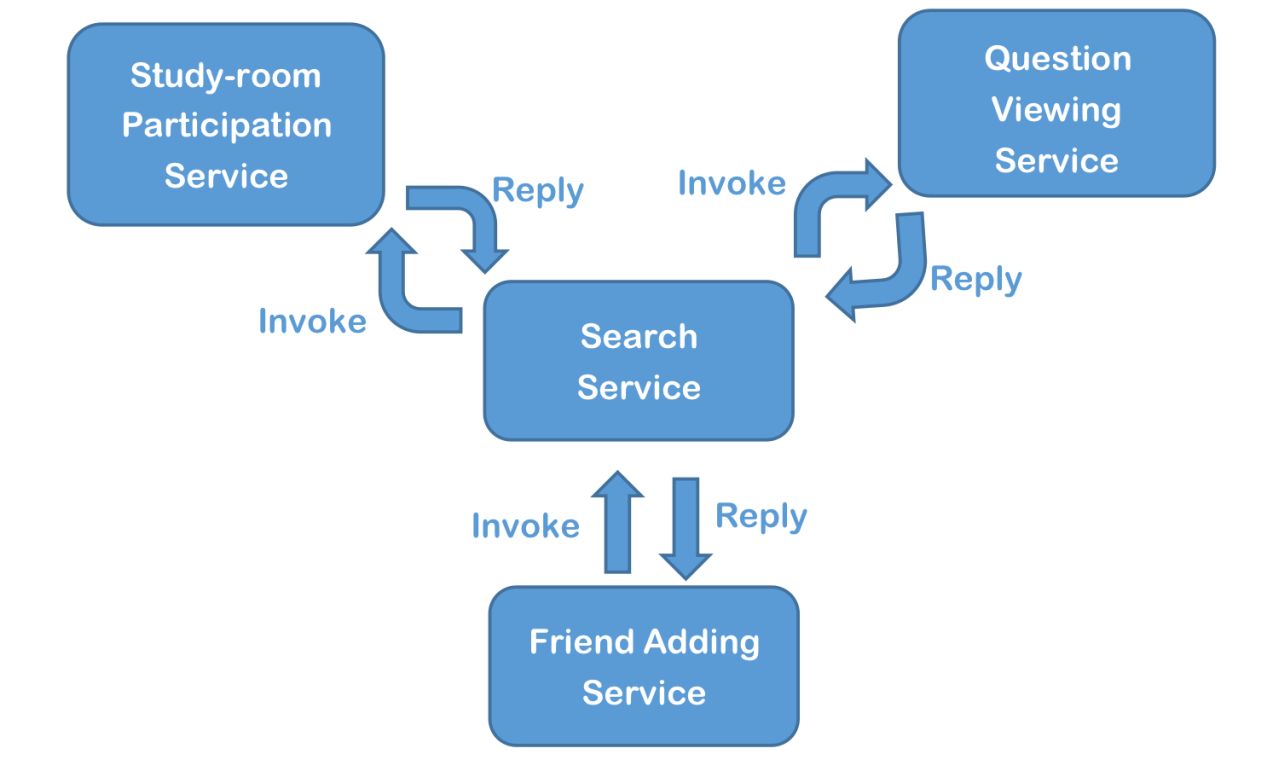 Study-room
Participation
Service
Question
Viewing
Service
Reply
Invoke
Invoke
Reply
Search
Service
Invoke
Reply
Friend Adding
Service